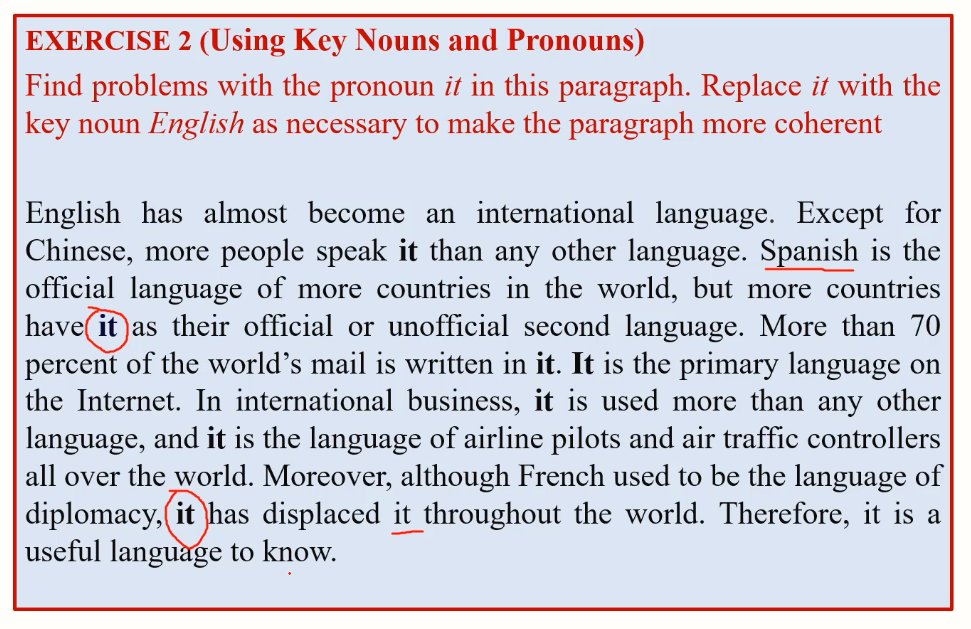 EXERCISE 2 (Using Key Nouns and Pronouns)
Find problems with the pronoun it in this paragraph. Replace it with the
key noun English as necessary to make the paragraph more coherent
English has almost become an international language. Except for
Chinese, more people speak it than any other language. Spanish is the
official language of more countries in the world, but more countries
have it as their official or unofficial second language. More than 70
percent of the world’s mail is written in it. It is the primary language on
the Internet. In international business, it is used more than any other
language, and it is the language of airline pilots and air traffic controllers
all over the world. Moreover, although French used to be the language of
diplomacy, it has displaced it throughout the world. Therefore, it is a
useful language to know.